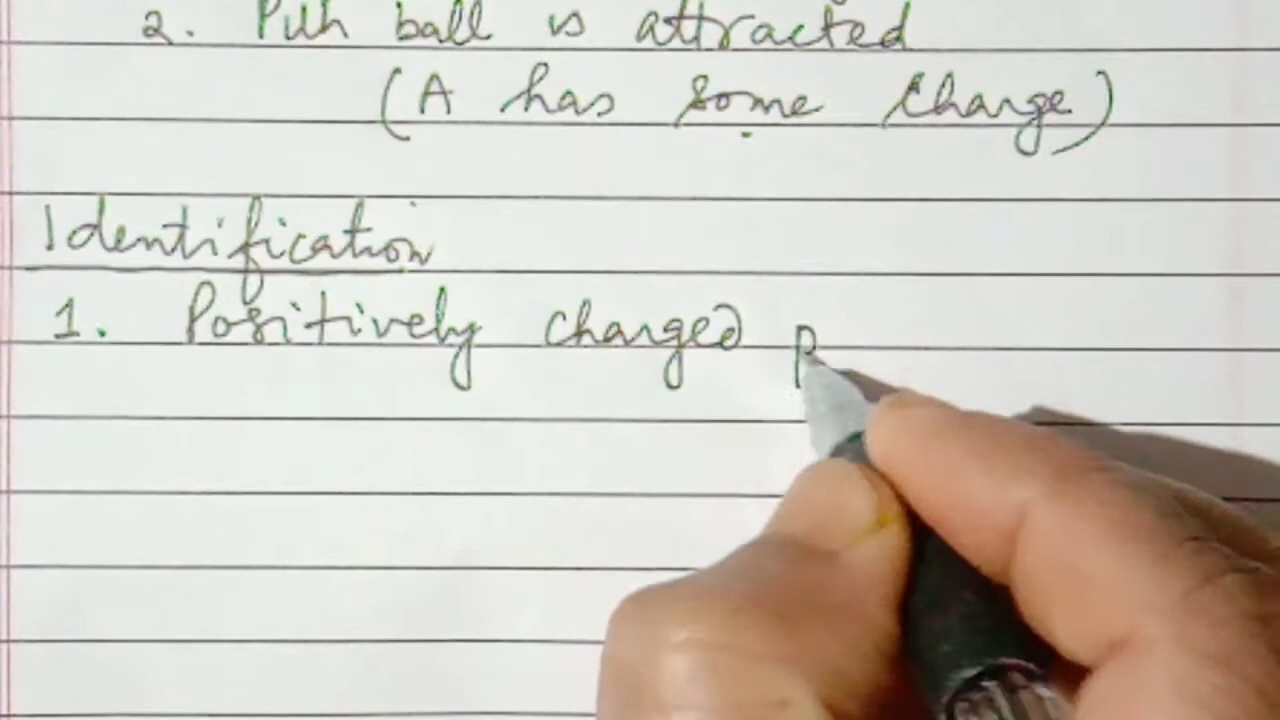 2. Pith ball is attracted
(A has some charge)
Identification
1. Positively charged p